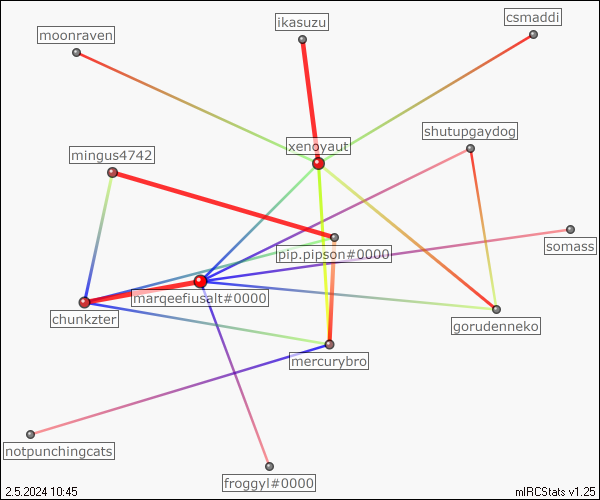 ikasuzu
csmaddi
moonraven
shutupgaydog
xenoyaut
mingus4742
somass
pip.pipson#0000
marqeefiusalt#0000
chunkzter
gorudenneko
mercurybro
notpunchingcats
froggyl#0000
2.5.2024 10:45
mIRCStats v1.25